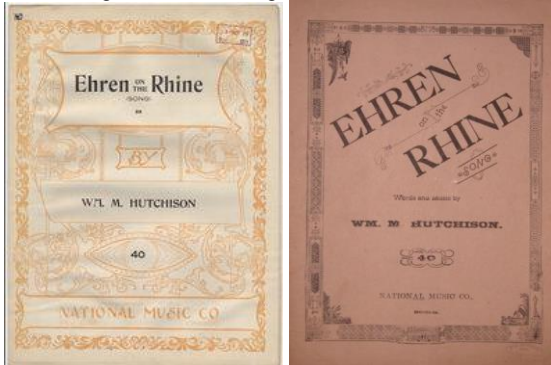 Ehren ON THE Rhine
SONG
BY
WM. M. HUTCHISON
40
NATIONAL MUSIC CO
EHREN
on the
RHINE
SONG
Words and music by
WM. M. HUTCHISON.
40
NATIONAL MUSIC CO.,